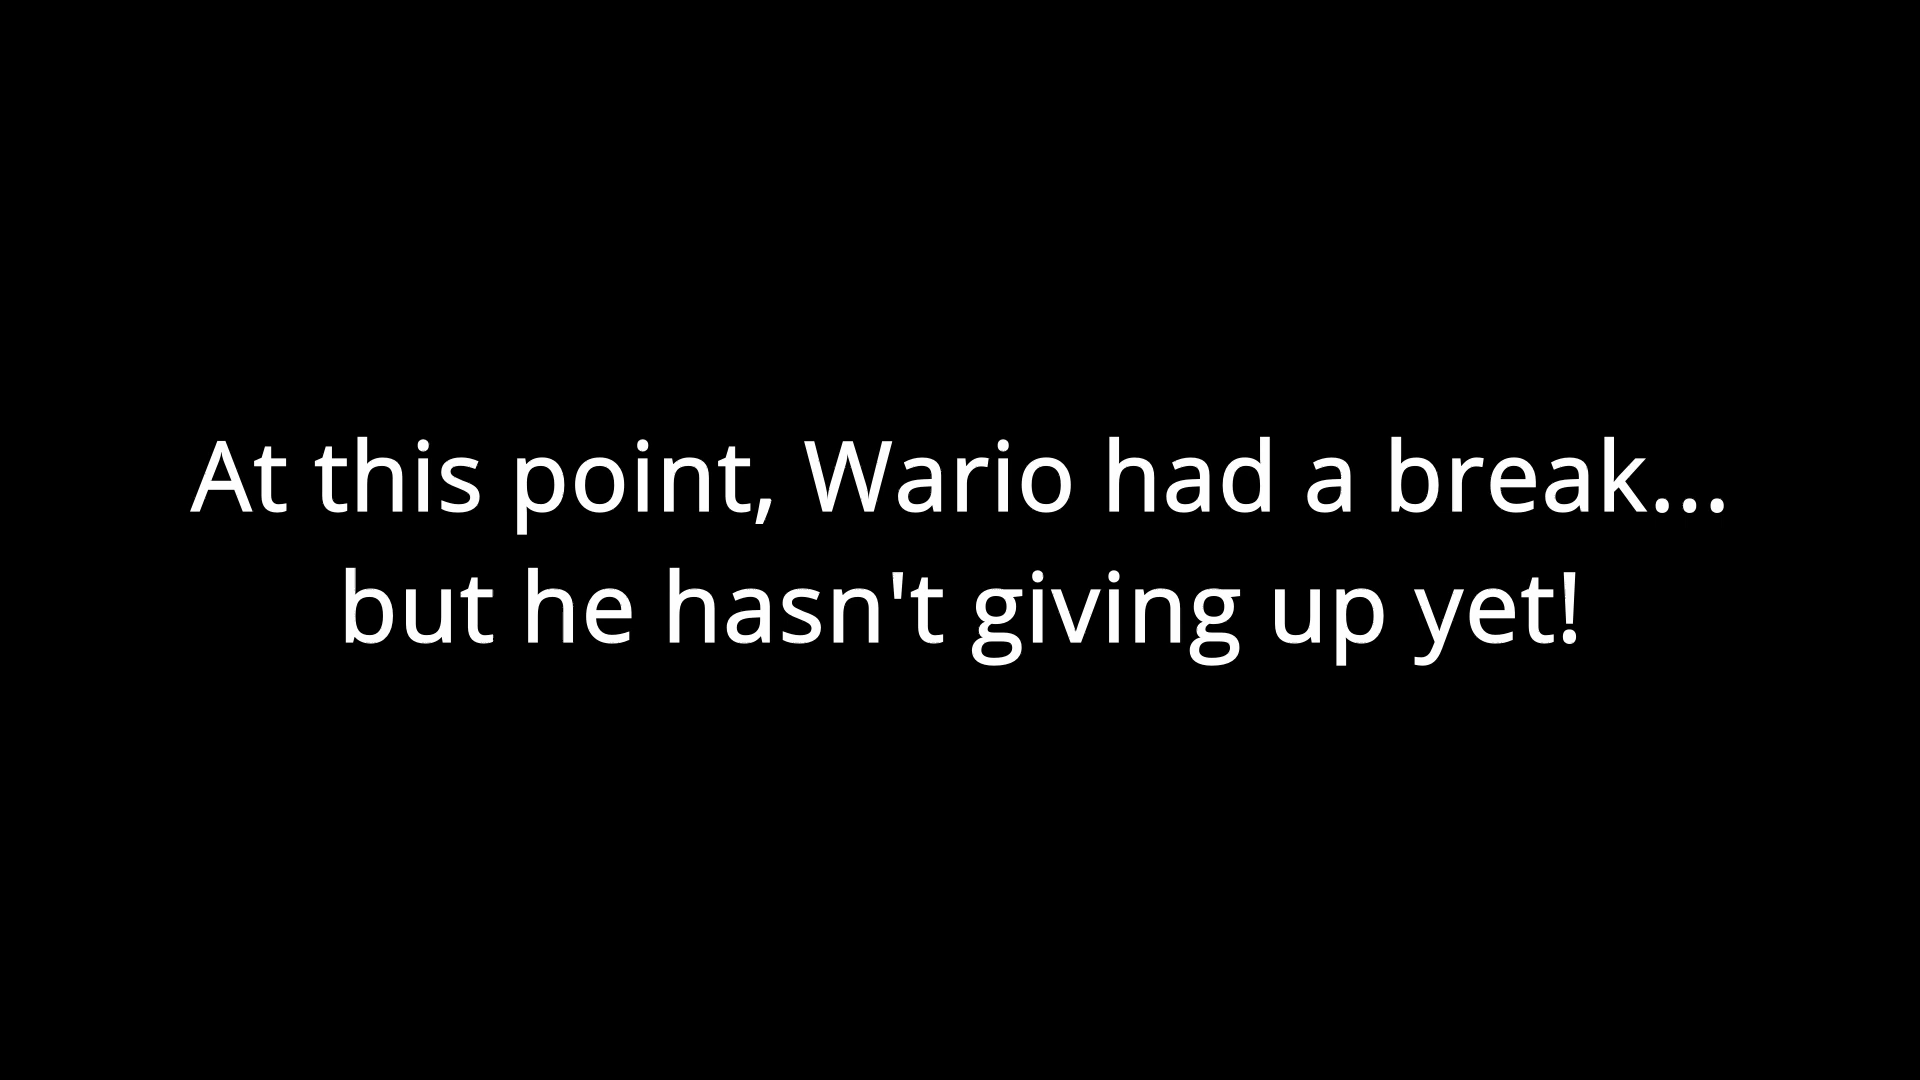 At this point, Wario had a break...
but he hasn't giving up yet!